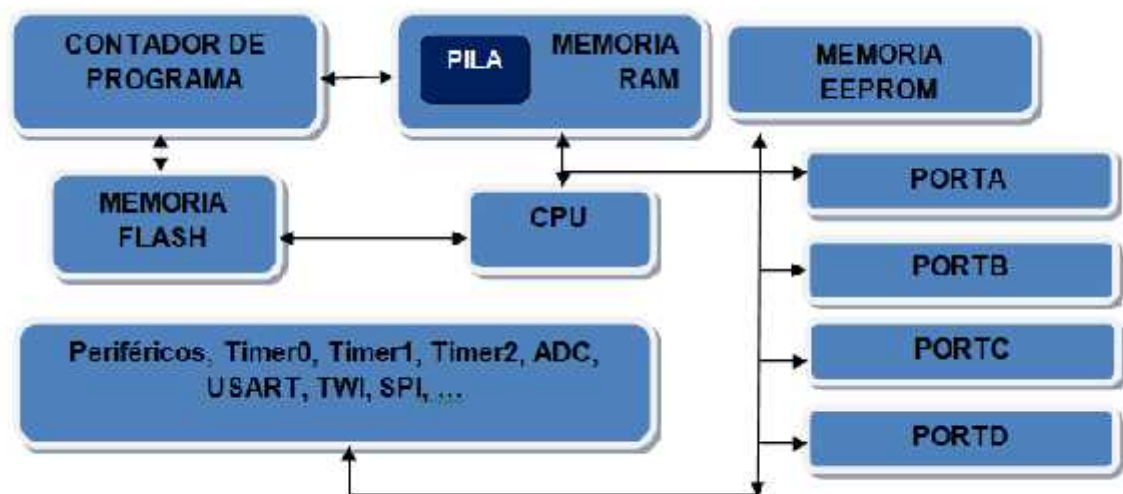 CONTADOR DE
PROGRAMA
PILA
MEMORIA
RAM
MEMORIA
EEPROM
MEMORIA
FLASH
CPU
PORTA
PORTB
PORTC
PORTD
Periféricos, Timer0, Timer1, Timer2, ADC,
USART, TWI, SPI, ...